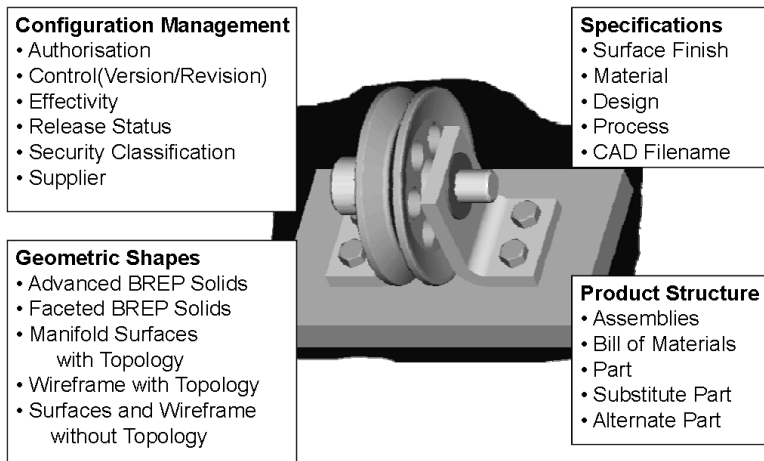 Configuration Management
• Authorisation
• Control(Version/Revision)
• Effectivity
• Release Status
• Security Classification
• Supplier
Specifications
• Surface Finish
• Material
• Design
• Process
• CAD Filename
Geometric Shapes
• Advanced BREP Solids
• Faceted BREP Solids
• Manifold Surfaces
with Topology
• Wireframe with Topology
• Surfaces and Wireframe
without Topology
Product Structure
• Assemblies
• Bill of Materials
• Part
• Substitute Part
• Alternate Part